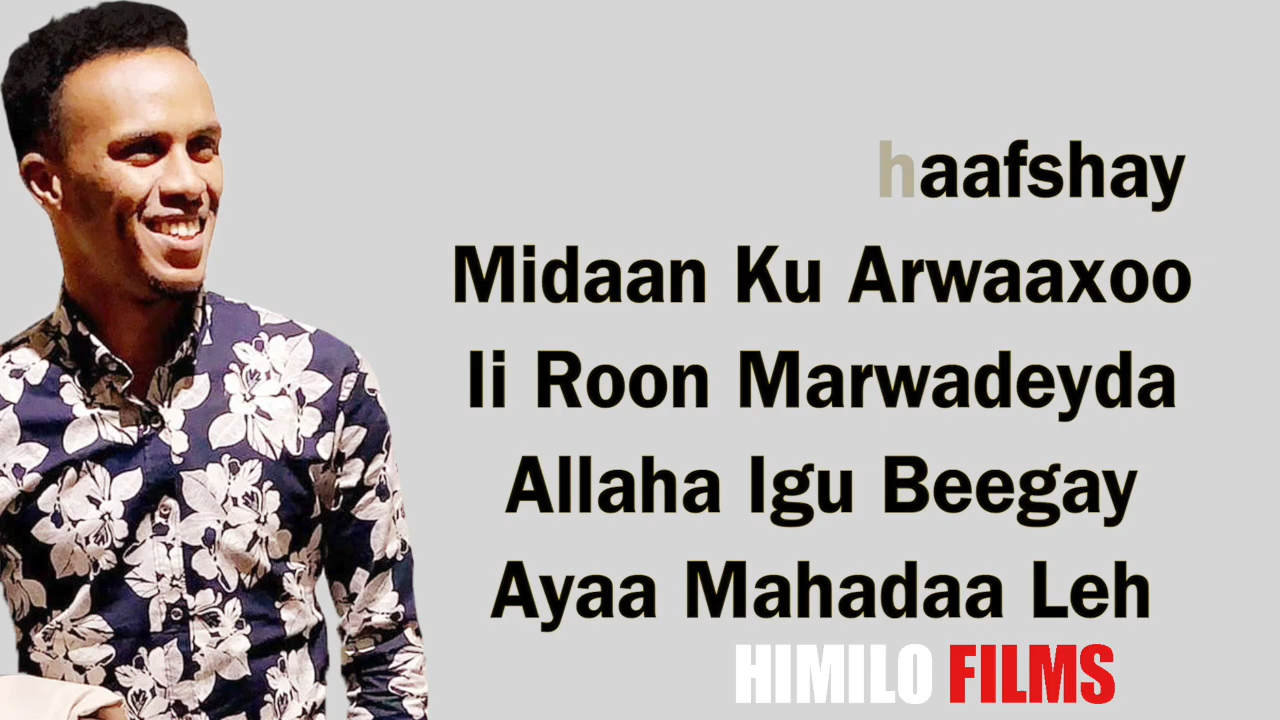 haafshay
Midaan Ku Arwaaxoo
Ii Roon Marwadeyda
Allaha Igu Beegay
Ayaa Mahadaa Leh
HIMILO FILMS